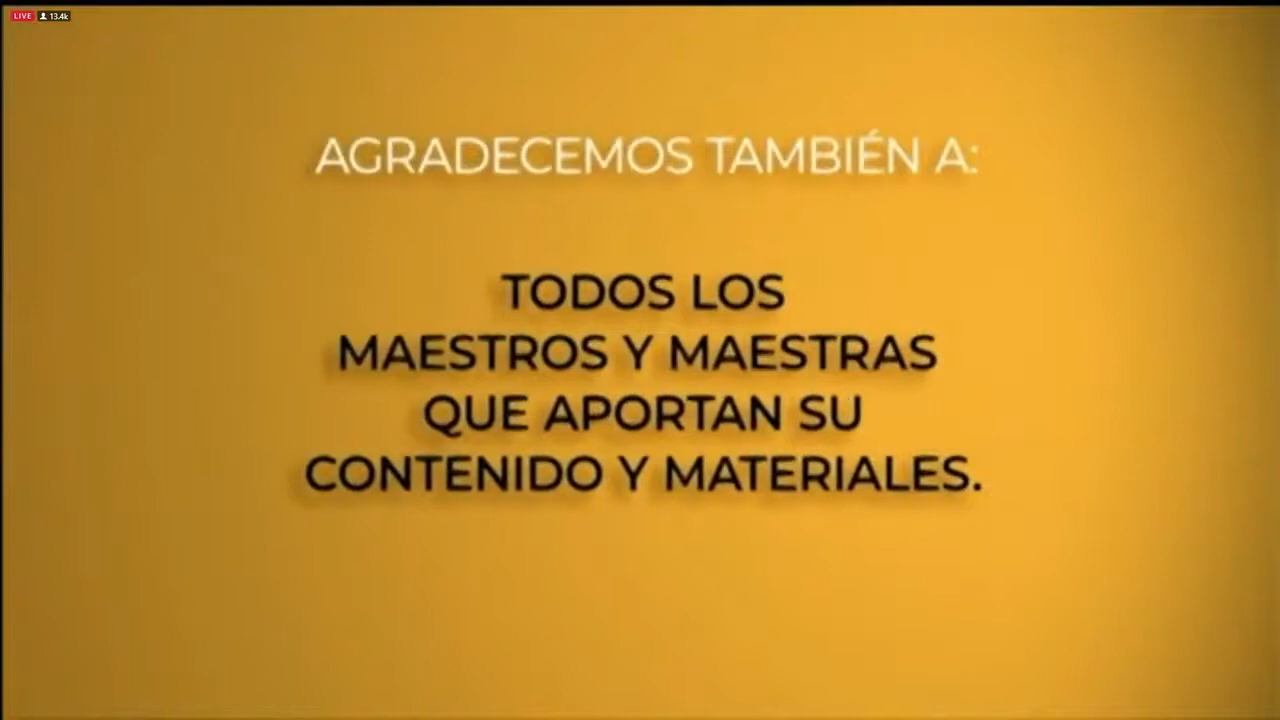 LIVE 13.4k
AGRADECEMOS TAMBIÉN A:
TODOS LOS
MAESTROS Y MAESTRAS
QUE APORTAN SU
CONTENIDO Y MATERIALES.